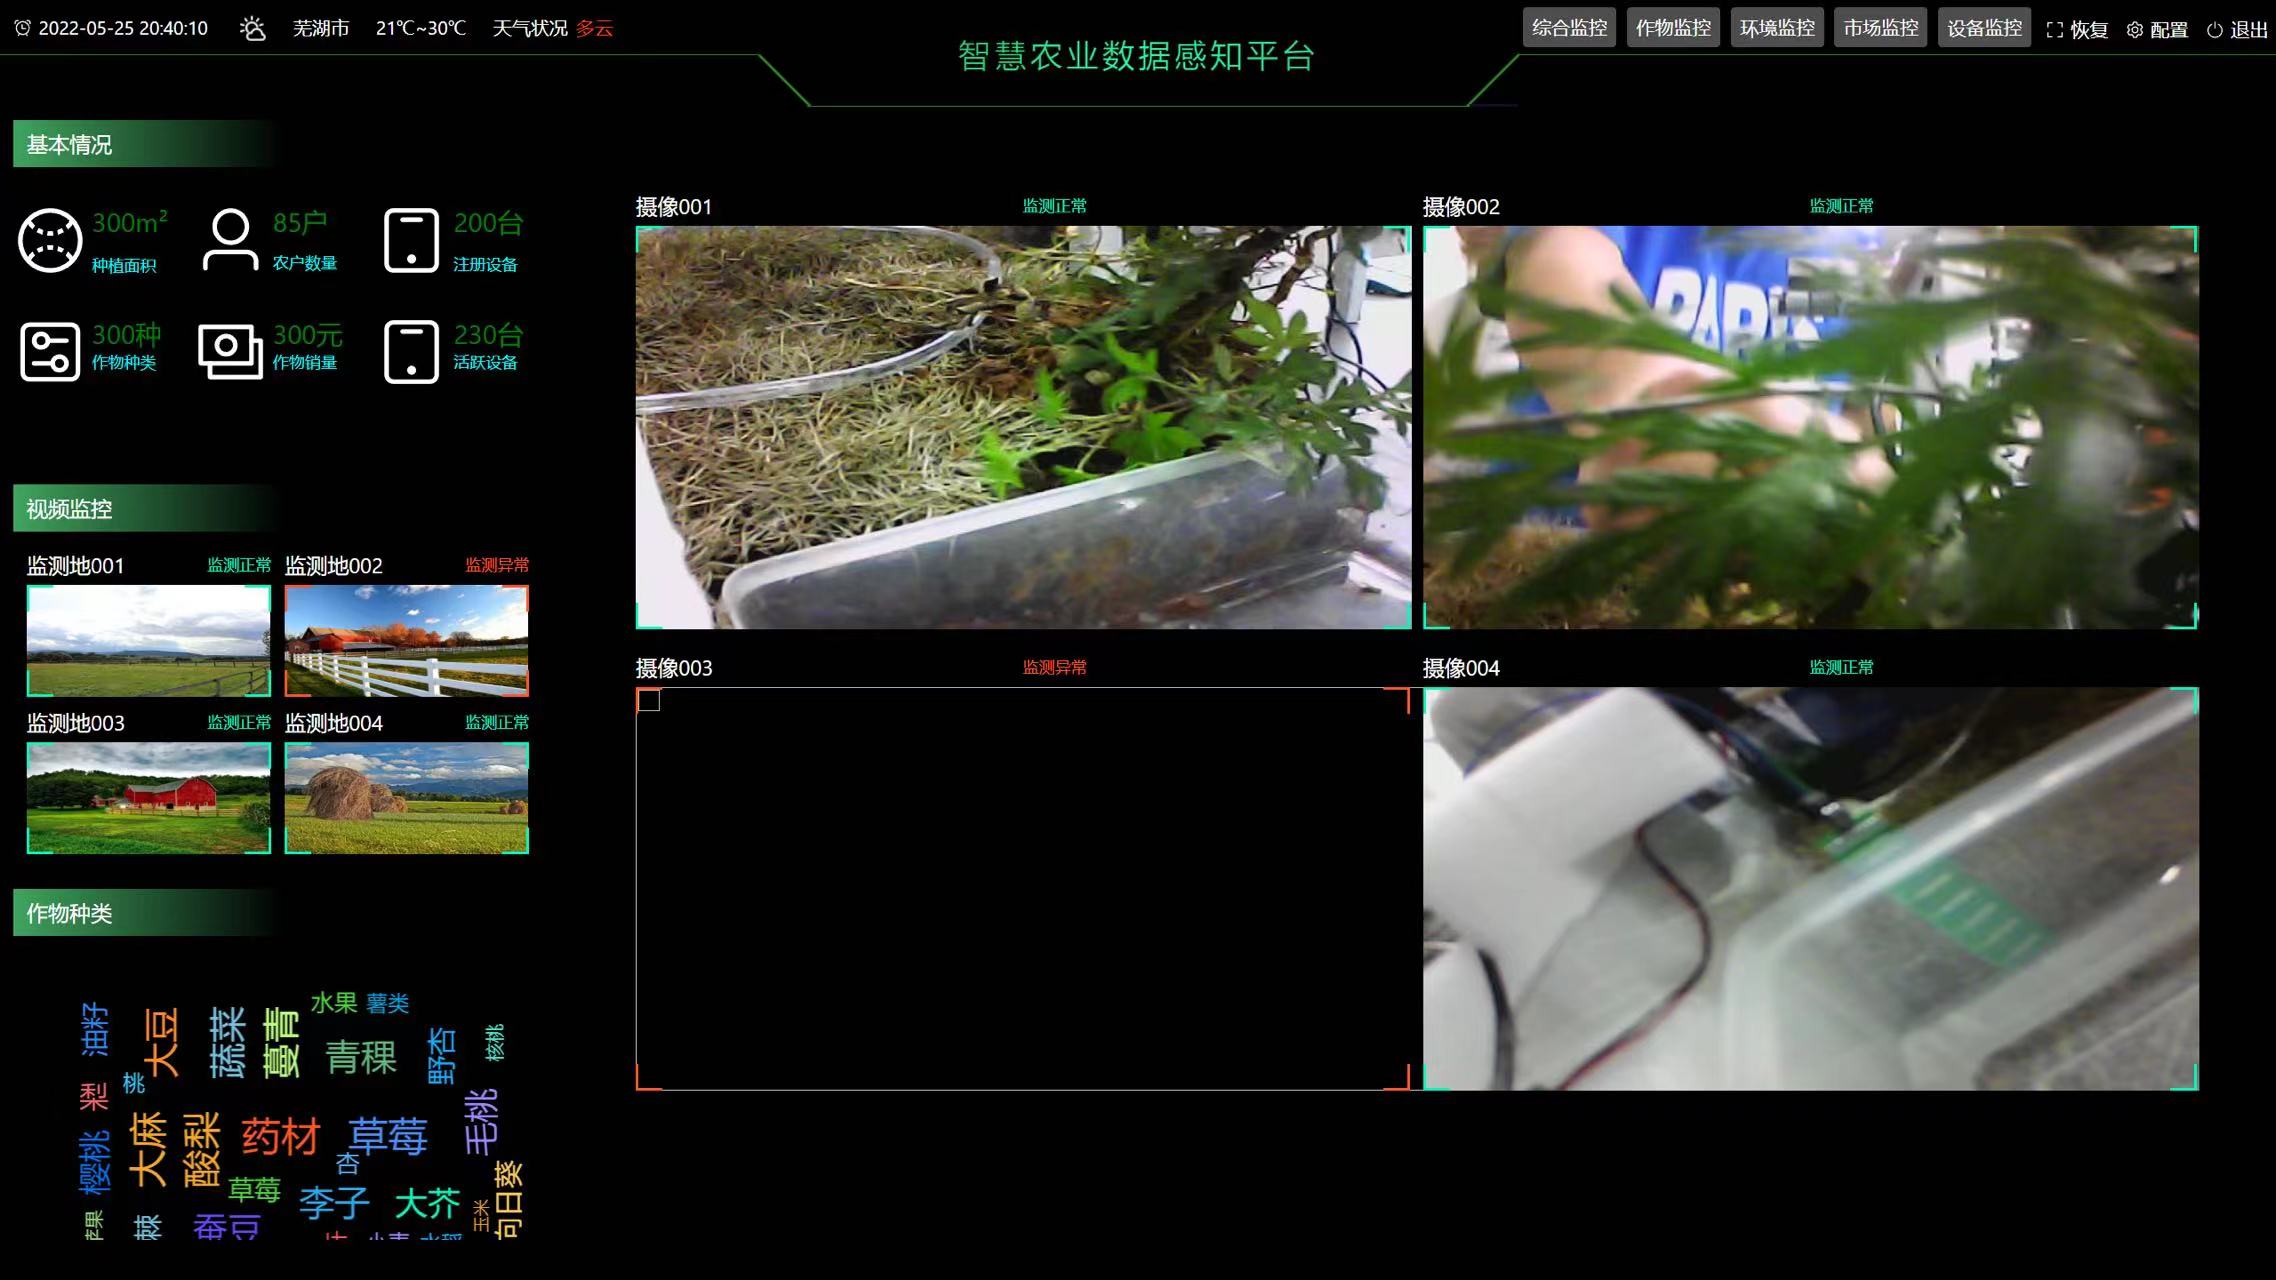 2022-05-25 20:40:10 芜湖市 21℃~30℃ 天气状况 多云
智慧农业数据感知平台
综合监控 作物监控 环境监控 市场监控 设备监控 恢复 配置 退出
基本情况
300m² 85户 200台
种植面积 农户数量 注册设备
300种 300元 230台
作物种类 作物销量 活跃设备
视频监控
监测地001 监测正常 监测地002 监测异常
监测地003 监测正常 监测地004 监测正常
作物种类
水果 薯类
油籽 大豆 蔬菜 蔓青 青稞 野杏 核桃
梨 桃
樱桃 大麻 酸梨 药材 草莓 毛桃
杏
草莓 李子 大芥 玉米 向日葵
棘 蚕豆
水稻
摄像001 监测正常 摄像002 监测正常
PARI
摄像003 监测异常 摄像004 监测正常